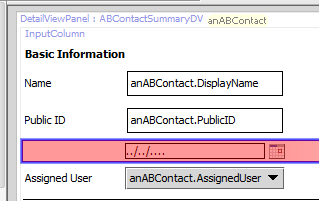 DetailViewPanel : ABContactSummaryDV anABContact
InputColumn
Basic Information
Name anABContact.DisplayName
Public ID anABContact.PublicID
../../....
Assigned User anABContact.AssignedUser